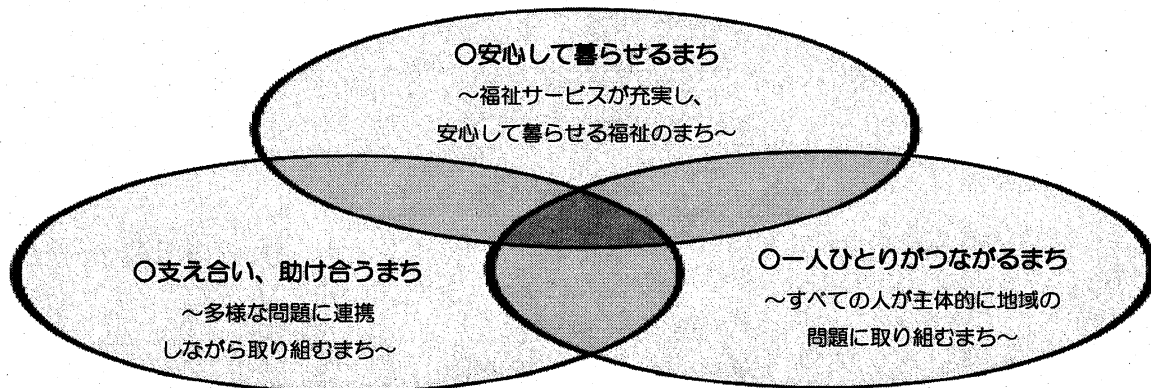 ○安心して暮らせるまち
~福祉サービスが充実し、
安心して暮らせる福祉のまち~
○支え合い、助け合うまち
~多様な問題に連携
しながら取り組むまち~
○一人ひとりがつながるまち
~すべての人が主体的に地域の
問題に取り組むまち~